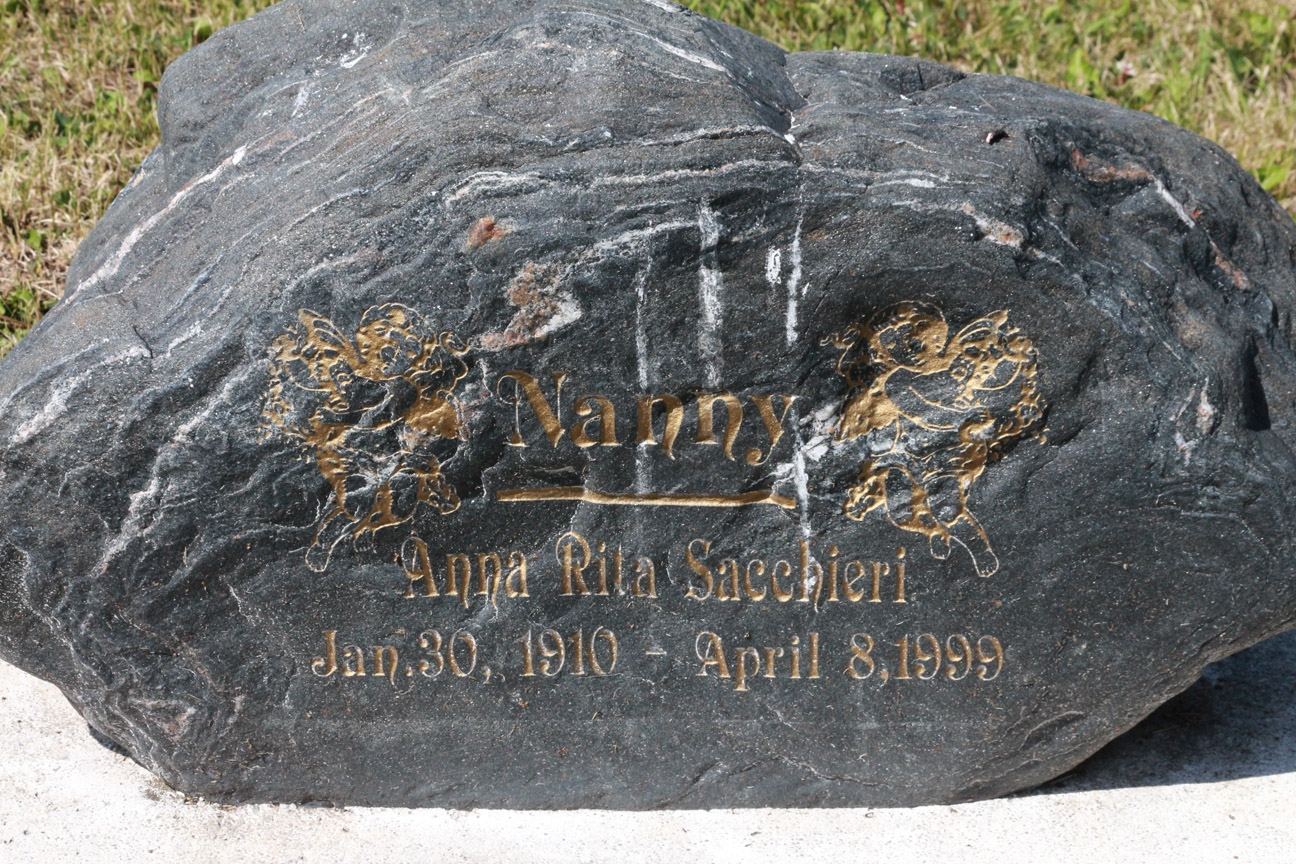 Nanny
Anna Rita Sacchieri
Jan.30, 1910 - April 8,1999